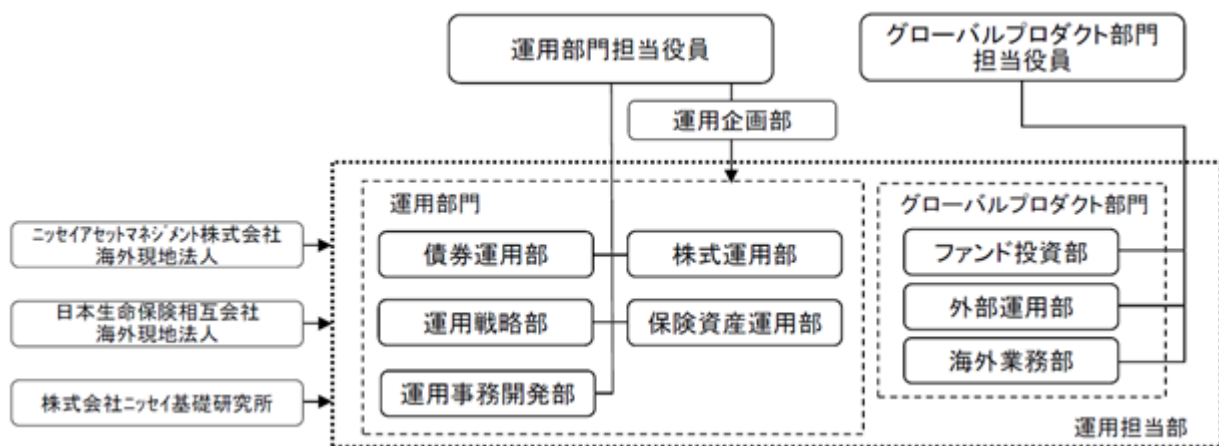 運用部門担当役員
グローバルプロダクト部門
担当役員
運用企画部
運用部門
グローバルプロダクト部門
ニッセイアセットマネジメント株式会社
海外現地法人
債券運用部
株式運用部
ファンド投資部
日本生命保険相互会社
海外現地法人
運用戦略部
保険資産運用部
外部運用部
海外業務部
株式会社ニッセイ基礎研究所
運用事務開発部
運用担当部